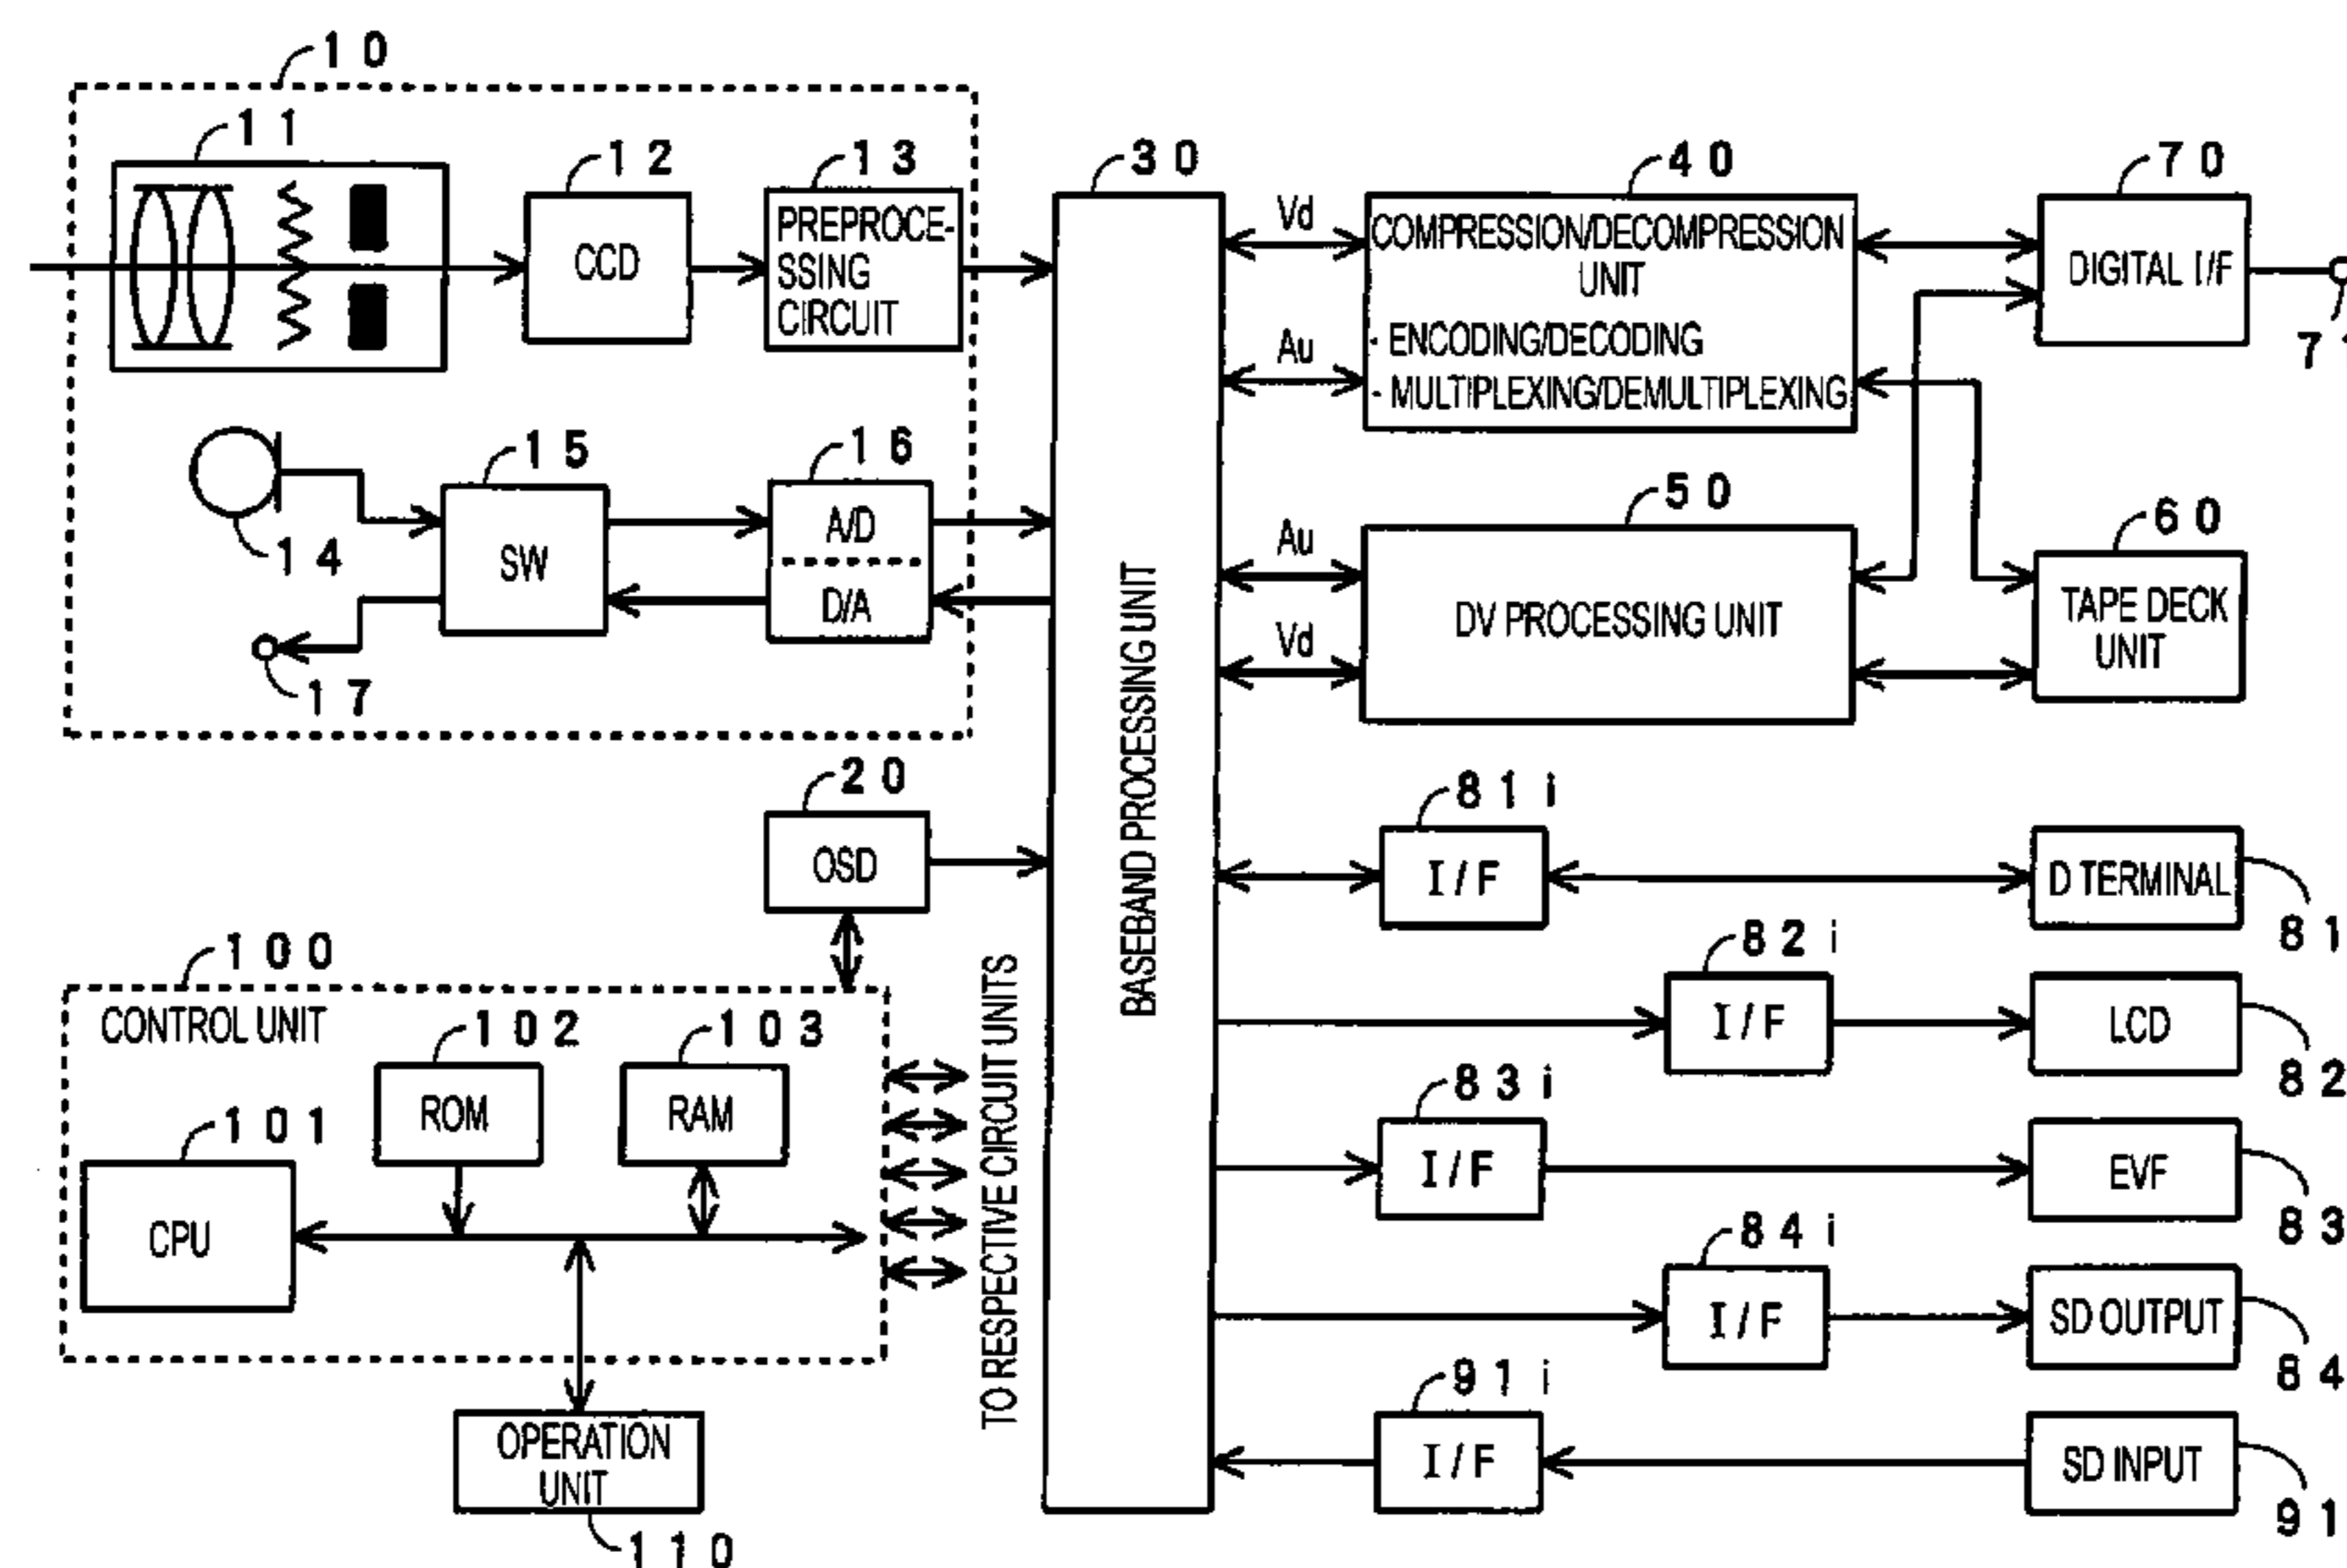 10
11
12
13
30
40
70
PREPROCE-
SSING
CIRCUIT
CCD
Vd
COMPRESSION/DECOMPRESSION
UNIT
- ENCODING/DECODING
- MULTIPLEXING/DEMULTIPLEXING
Au
DIGITAL I/F
14
15
16
SW
A/D
D/A
17
50
60
Au
Vd
DV PROCESSING UNIT
TAPE DECK
UNIT
BASEBAND PROCESSING UNIT
20
OSD
81i
I/F
D TERMINAL
81
82i
I/F
LCD
82
100
CONTROL UNIT
102
103
ROM
RAM
101
CPU
TO RESPECTIVE CIRCUIT UNITS
83i
I/F
EVF
83
84i
I/F
SD OUTPUT
84
91i
I/F
SD INPUT
91
OPERATION
UNIT
110